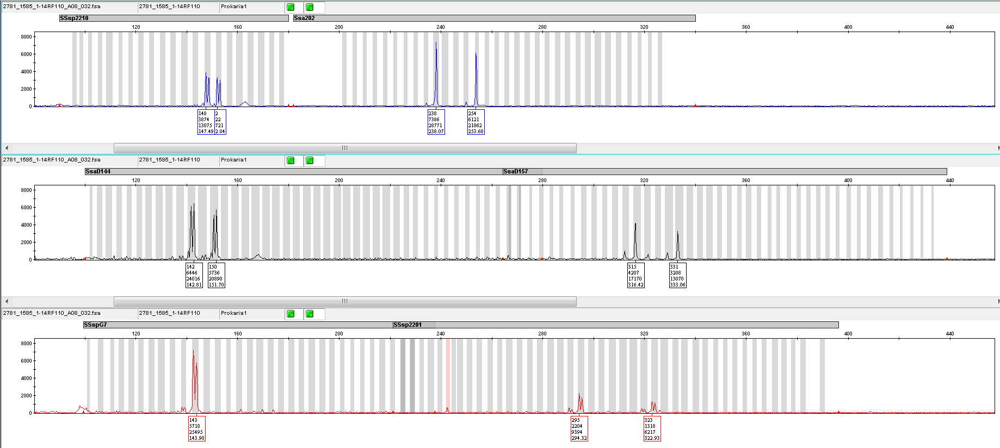 2781_1585_1-14RF110_A08_032.fsa 2781_1585_1-14RF110 Prokaria1
SSsp2210 Ssa202
120 160 200 240 280 320 360 400 440
8000
6000
4000
2000
0
148 2 238 254
3874 22 7386 6121
13075 721 28771 21862
147.49 2.04 238.07 253.68
2781_1585_1-14RF110_A08_032.fsa 2781_1585_1-14RF110 Prokaria1
SsaD144 SsaD157
120 160 200 240 280 320 360 400 440
8000
6000
4000
2000
0
142 150 315 331
6446 5736 4207 3208
24016 20890 17170 13070
142.81 151.70 316.42 333.06
2781_1585_1-14RF110_A08_032.fsa 2781_1585_1-14RF110 Prokaria1
SSspG7 SSsp2201
120 160 200 240 280 320 360 400 440
8000
6000
4000
2000
0
143 295 323
5718 2204 1318
25495 9394 6217
143.90 294.32 322.93